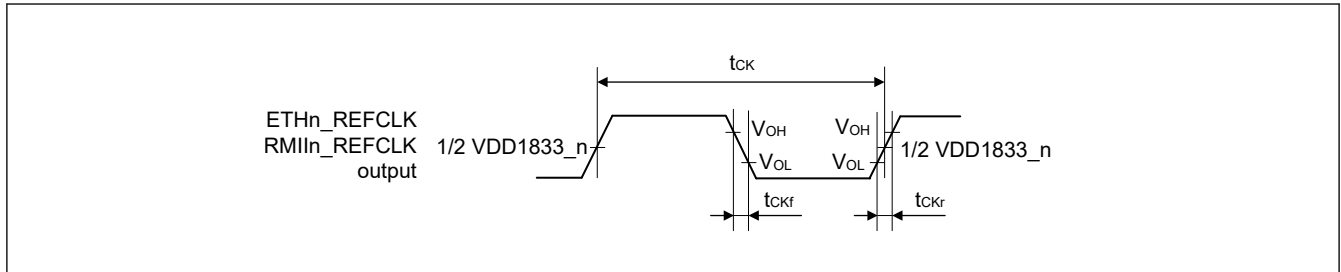 tCK
ETHn_REFCLK
RMIIn_REFCLK
output
1/2 VDD1833_n
VOH
VOL
VOH
VOL
1/2 VDD1833_n
tCKf
tCKr